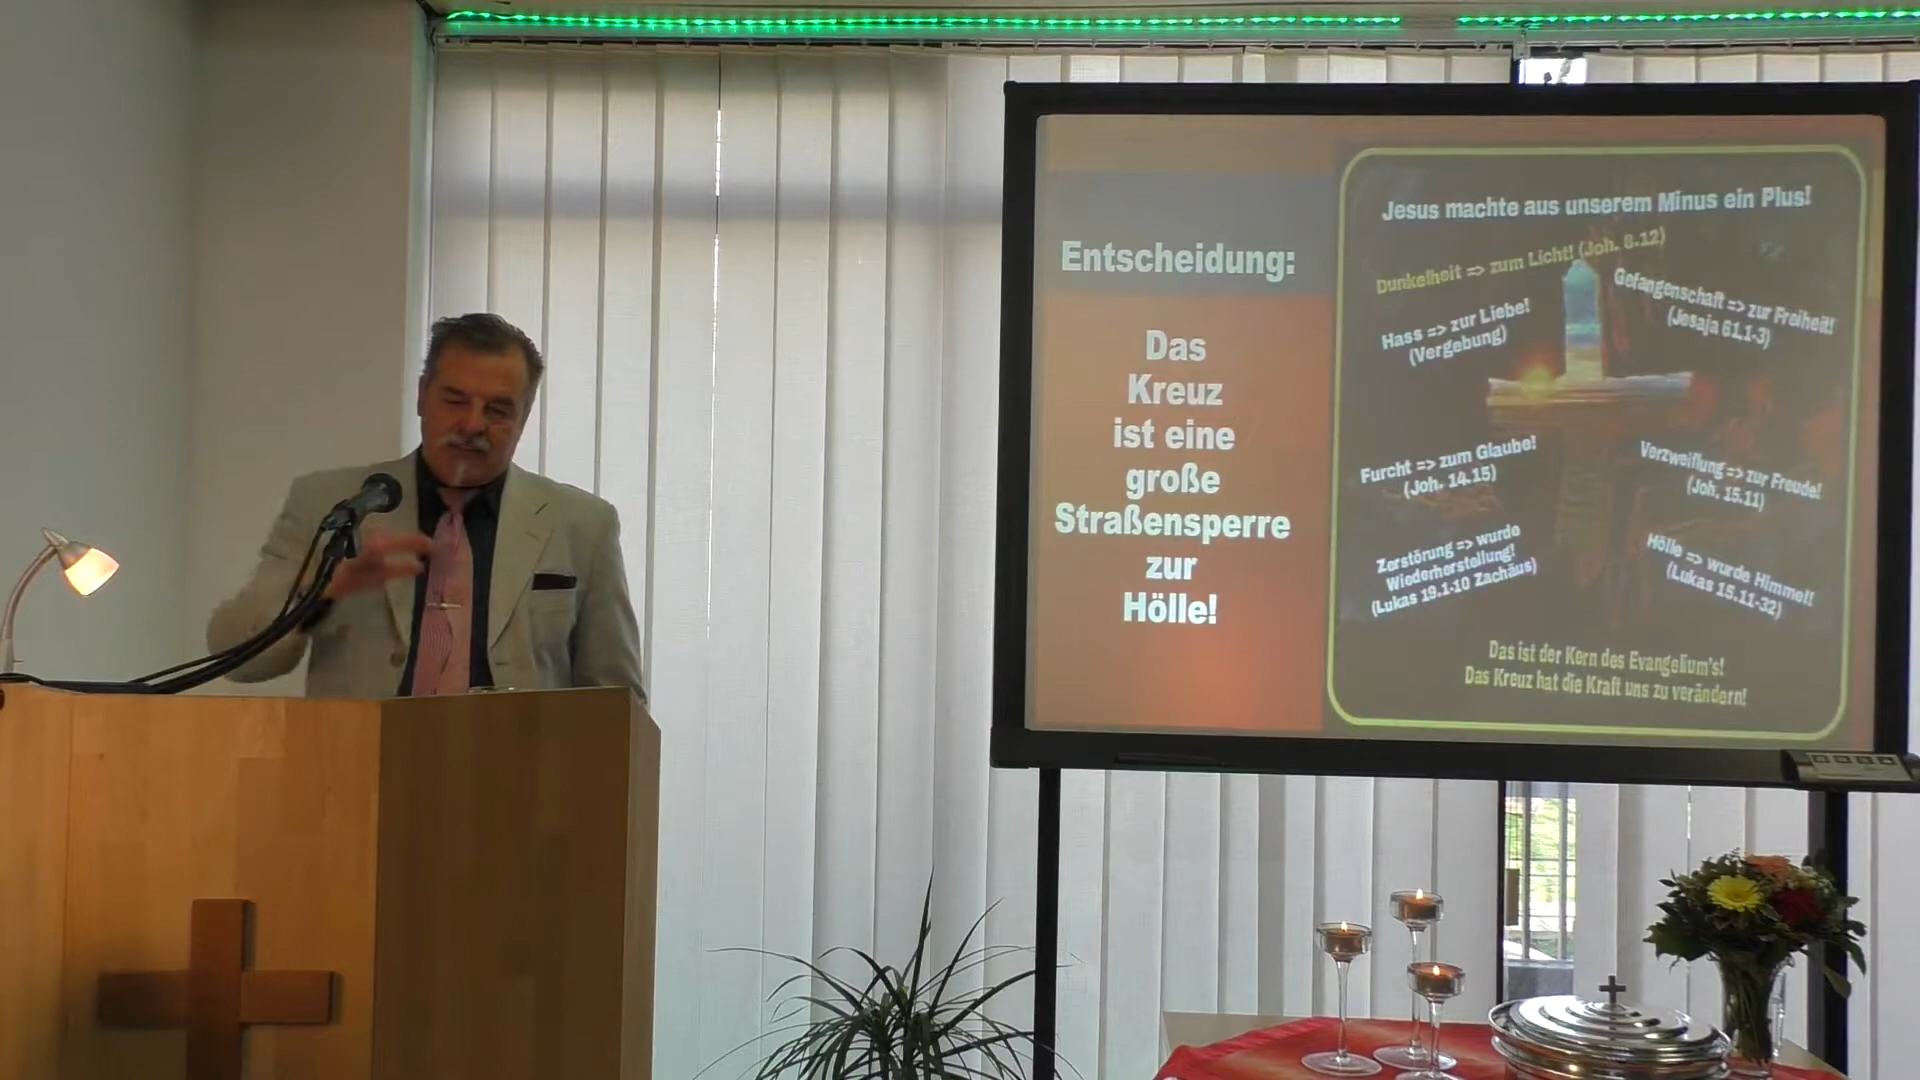 Entscheidung:
Das
Kreuz
ist eine
große
Straßensperre
zur
Hölle!
Jesus machte aus unserem Minus ein Plus!
Dunkelheit => zum Licht! (Joh. 8.12)
Hass => zur Liebe!
(Vergebung)
Gefangenschaft => zur Freiheit!
(Jesaja 61,1-3)
Furcht => zum Glaube!
(Joh. 14.15)
Verzweiflung => zur Freude!
(Joh. 15.11)
Zerstörung => wurde
Wiederherstellung!
(Lukas 19.1-10 Zachäus)
Hölle => wurde Himmel!
(Lukas 15.11-32)
Das ist der Kern des Evangelium's!
Das Kreuz hat die Kraft uns zu verändern!